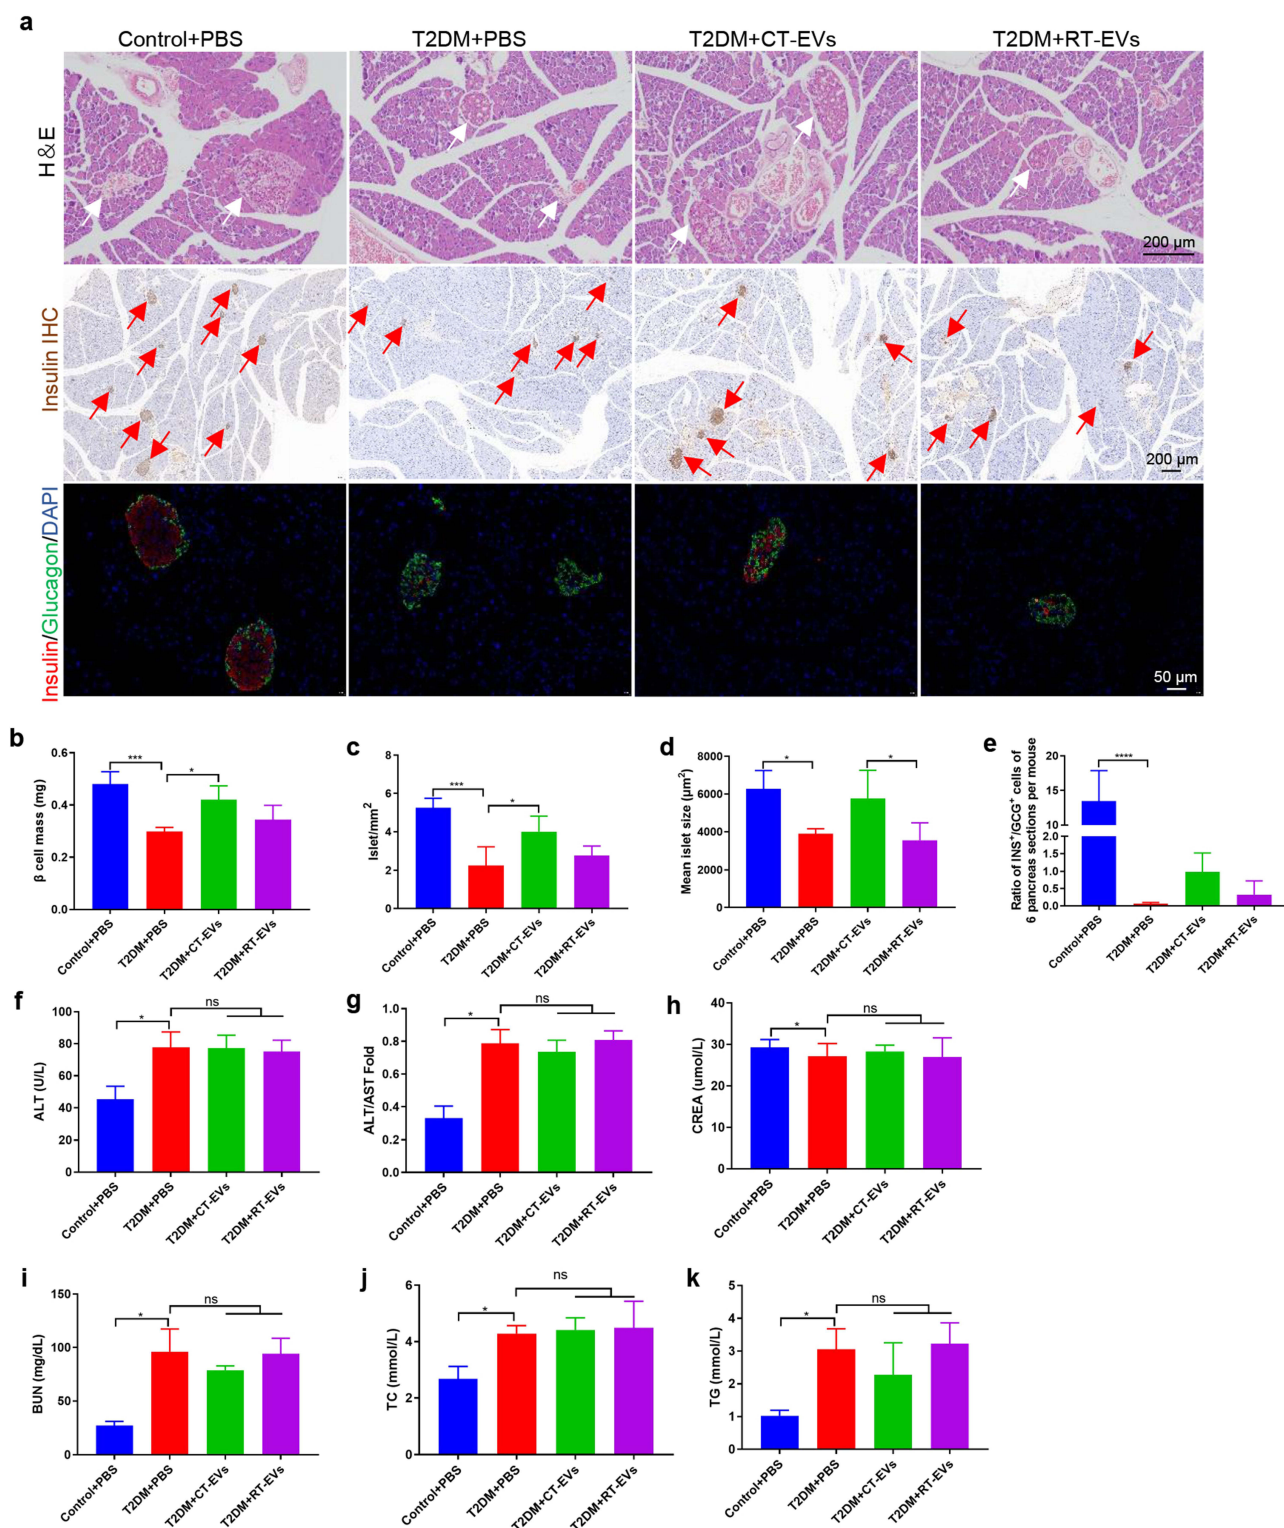 a
Control+PBS T2DM+PBS T2DM+CT-EVs T2DM+RT-EVs
H&E
200 µm
Insulin IHC
200 µm
Insulin/Glucagon/DAPI
50 µm
b
β cell mass (mg)
0.6
0.4
0.2
0.0
***
*
Control+PBS
T2DM+PBS
T2DM+CT-EVs
T2DM+RT-EVs
c
Islet/mm²
8
6
4
2
0
***
*
Control+PBS
T2DM+PBS
T2DM+CT-EVs
T2DM+RT-EVs
d
Mean islet size (µm²)
8000
6000
4000
2000
0
*
*
Control+PBS
T2DM+PBS
T2DM+CT-EVs
T2DM+RT-EVs
e
Ratio of INS⁺/GCG⁺ cells of
6 pancreas sections per mouse
20
15
10
2.0
1.5
1.0
0.5
0.0
****
Control+PBS
T2DM+PBS
T2DM+CT-EVs
T2DM+RT-EVs
f
ALT (U/L)
100
80
60
40
20
0
*
ns
Control+PBS
T2DM+PBS
T2DM+CT-EVs
T2DM+RT-EVs
g
ALT/AST Fold
1.0
0.8
0.6
0.4
0.2
0.0
*
ns
Control+PBS
T2DM+PBS
T2DM+CT-EVs
T2DM+RT-EVs
h
CREA (umol/L)
40
30
20
10
0
*
ns
Control+PBS
T2DM+PBS
T2DM+CT-EVs
T2DM+RT-EVs
i
BUN (mg/dL)
150
100
50
0
*
ns
Control+PBS
T2DM+PBS
T2DM+CT-EVs
T2DM+RT-EVs
j
TC (mmol/L)
6
4
2
0
*
ns
Control+PBS
T2DM+PBS
T2DM+CT-EVs
T2DM+RT-EVs
k
TG (mmol/L)
5
4
3
2
1
0
*
ns
Control+PBS
T2DM+PBS
T2DM+CT-EVs
T2DM+RT-EVs